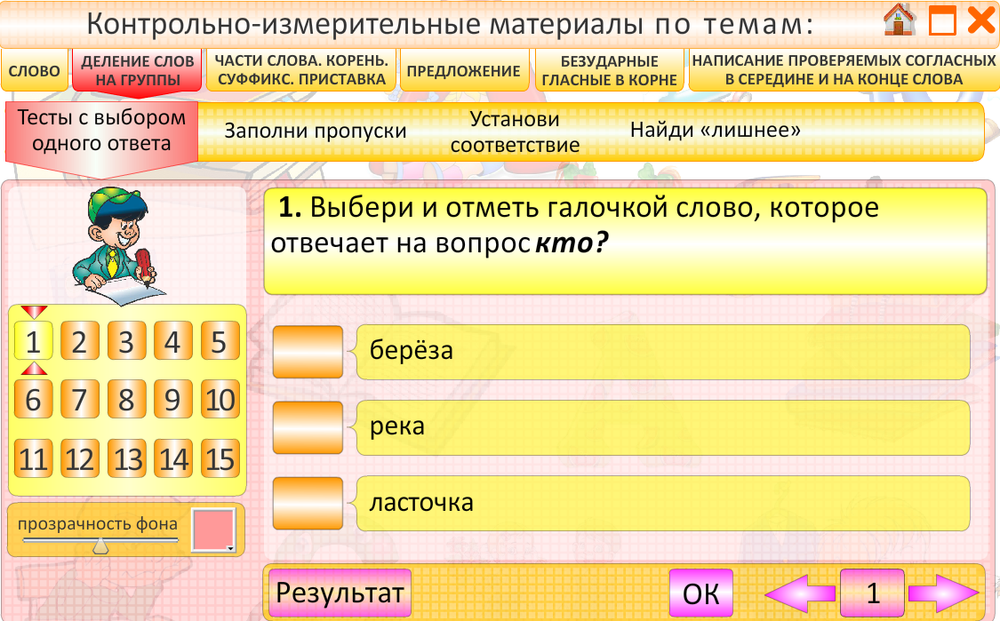 Контрольно-измерительные материалы по темам:
СЛОВО
ДЕЛЕНИЕ СЛОВ
НА ГРУППЫ
ЧАСТИ СЛОВА. КОРЕНЬ.
СУФФИКС. ПРИСТАВКА
ПРЕДЛОЖЕНИЕ
БЕЗУДАРНЫЕ
ГЛАСНЫЕ В КОРНЕ
НАПИСАНИЕ ПРОВЕРЯЕМЫХ СОГЛАСНЫХ
В СЕРЕДИНЕ И НА КОНЦЕ СЛОВА
Тесты с выбором
одного ответа
Заполни пропуски
Установи
соответствие
Найди «лишнее»
1. Выбери и отметь галочкой слово, которое
отвечает на вопрос кто?
1 2 3 4 5
6 7 8 9 10
11 12 13 14 15
прозрачность фона
берёза
река
ласточка
Результат
ОК
1